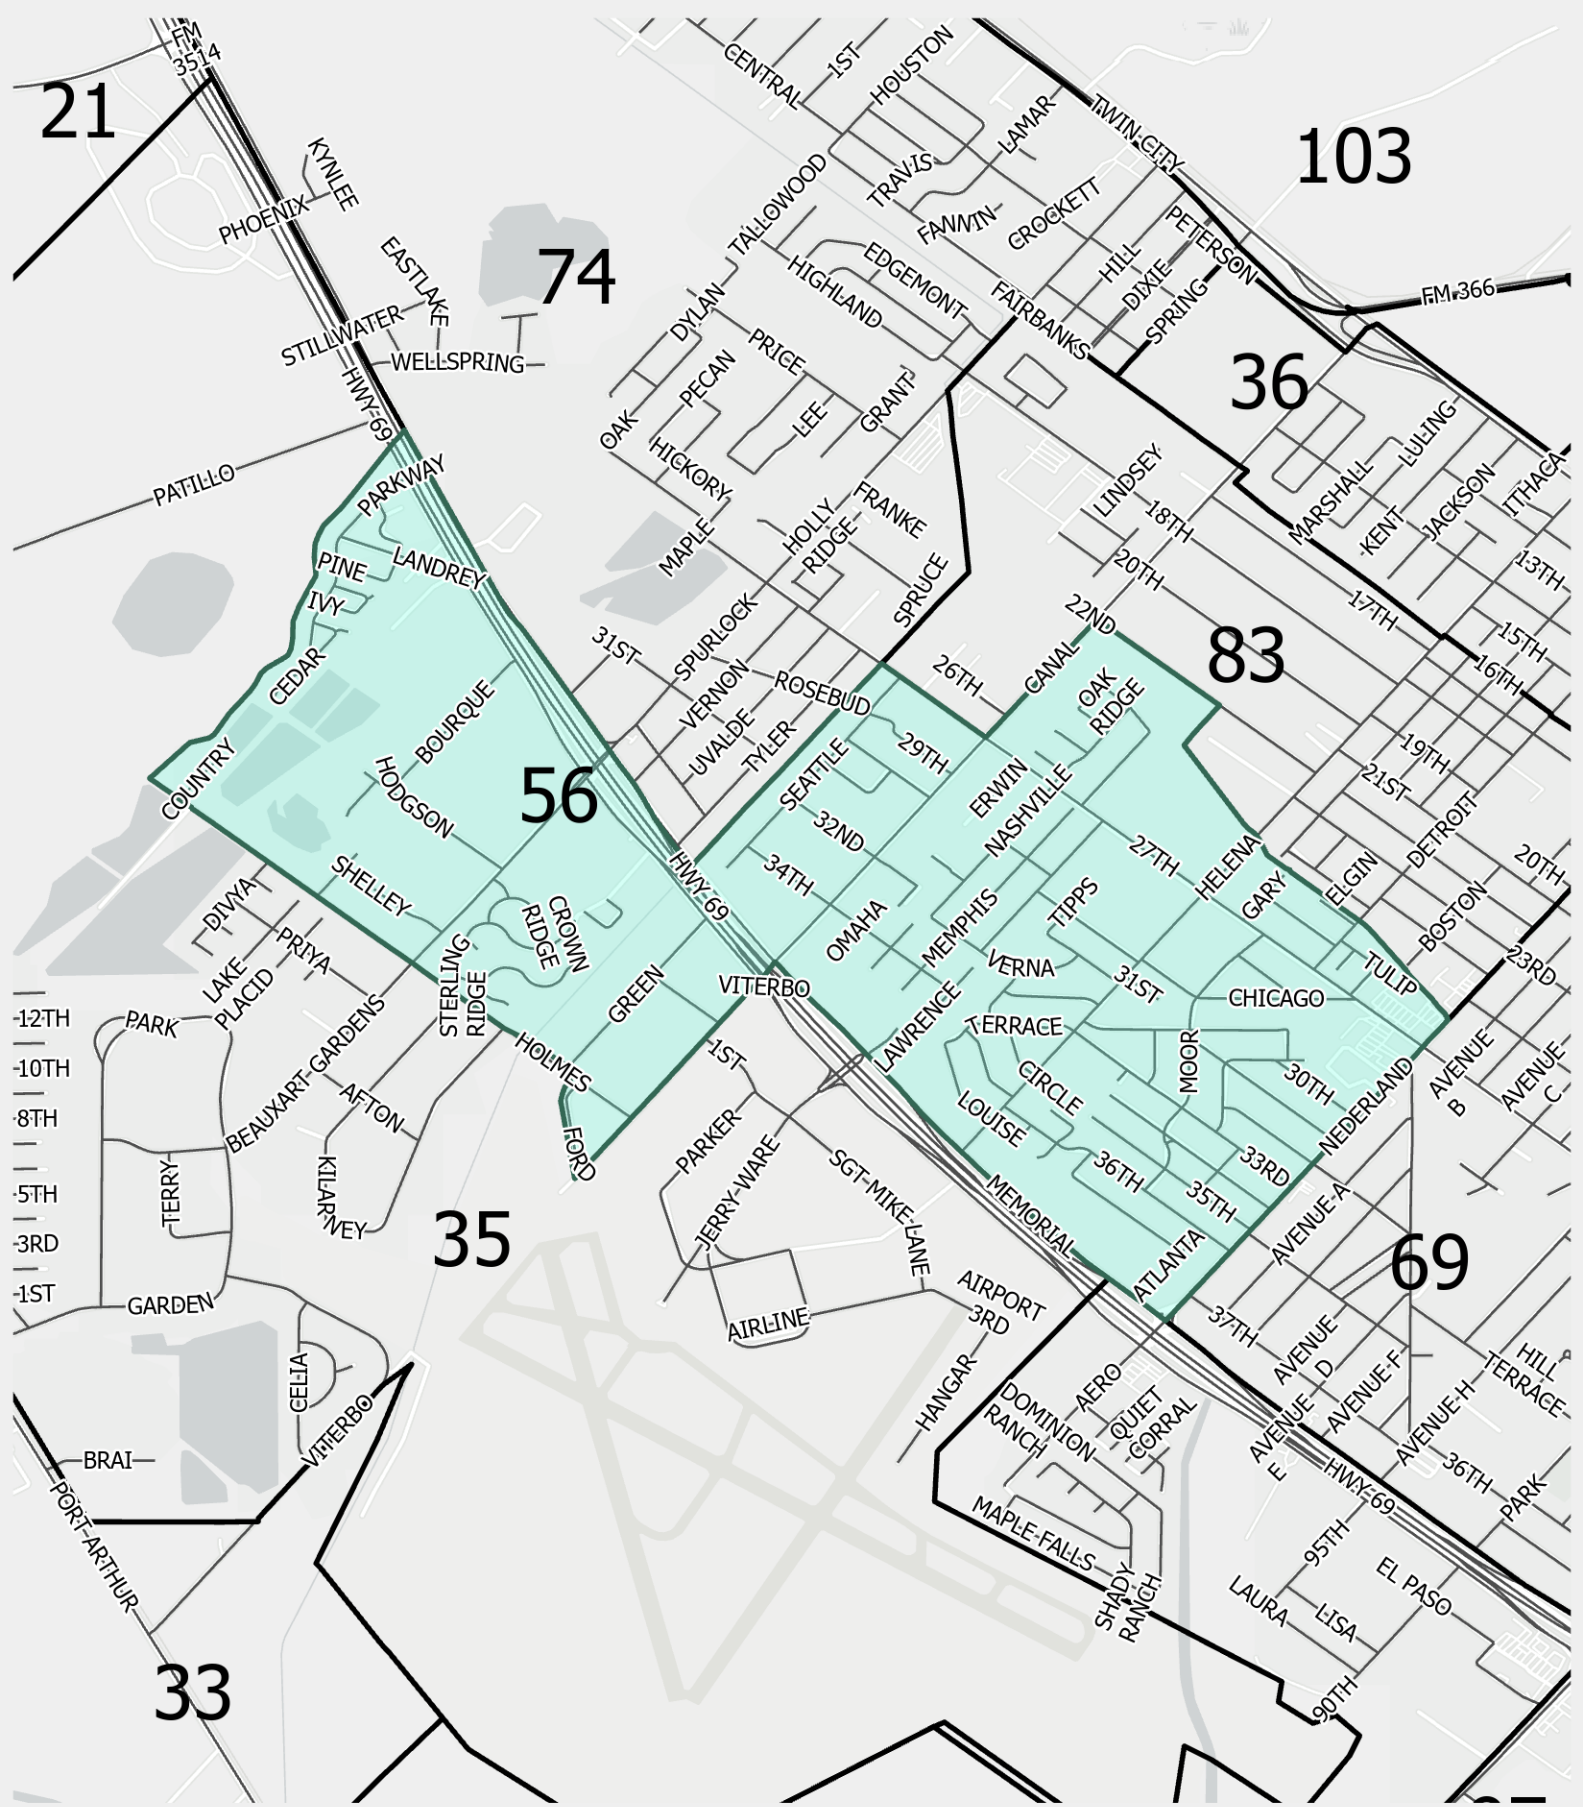 FM
3514
21
CENTRAL
1ST
HOUSTON
LAMAR
TWIN CITY
103
KYNLEE
PHOENIX
TRAVIS
TALLOWOOD
FANNIN
CROCKETT
PETERSON
EASTLAKE
74
HIGHLAND
EDGEMONT
HILL
DIXIE
SPRING
FM 366
STILLWATER
WELLSPRING
DYLAN
PRICE
FAIRBANKS
36
HWY 69
PECAN
LEE
GRANT
OAK
HICKORY
LULING
PATILLO
PARKWAY
LINDSEY
MARSHALL
KENT
JACKSON
ITHACA
MAPLE
HOLLY
RIDGE
FRANKE
18TH
PINE
LANDREY
IVY
SPRUCE
20TH
13TH
22ND
17TH
31ST
SPURLOCK
83
15TH
16TH
CEDAR
VERNON
ROSEBUD
26TH
CANAL
OAK
RIDGE
BOURQUE
UVALDE
TYLER
29TH
19TH
21ST
COUNTRY
HODGSON
56
SEATTLE
ERWIN
NASHVILLE
32ND
27TH
DETROIT
20TH
SHELLEY
HWY 69
34TH
HELENA
GARY
ELGIN
DIVYA
CROWN
RIDGE
OMAHA
MEMPHIS
TIPPS
BOSTON
PRIYA
LAKE
PLACID
STERLING
RIDGE
GREEN
VITERBO
VERNA
31ST
CHICAGO
TULIP
23RD
12TH
PARK
LAWRENCE
TERRACE
10TH
BEAUXART GARDENS
HOLMES
1ST
MOOR
CIRCLE
30TH
AVENUE
B
AVENUE
C
8TH
AFTON
LOUISE
NEDERLAND
FORD
PARKER
33RD
36TH
35TH
5TH
TERRY
KILARNEY
JERRY WARE
SGT MIKE LANE
MEMORIAL
AVENUE A
3RD
35
ATLANTA
69
1ST
GARDEN
AIRPORT
3RD
AIRLINE
37TH
AVENUE
D
HILL
TERRACE
CELIA
HANGAR
DOMINION
RANCH
AERO
QUIET
CORRAL
AVENUE
E
AVENUE F
AVENUE H
VITERBO
BRAI
HWY 69
36TH
PARK
PORT ARTHUR
MAPLE FALLS
SHADY
RANCH
95TH
LAURA
LISA
EL PASO
33
90TH